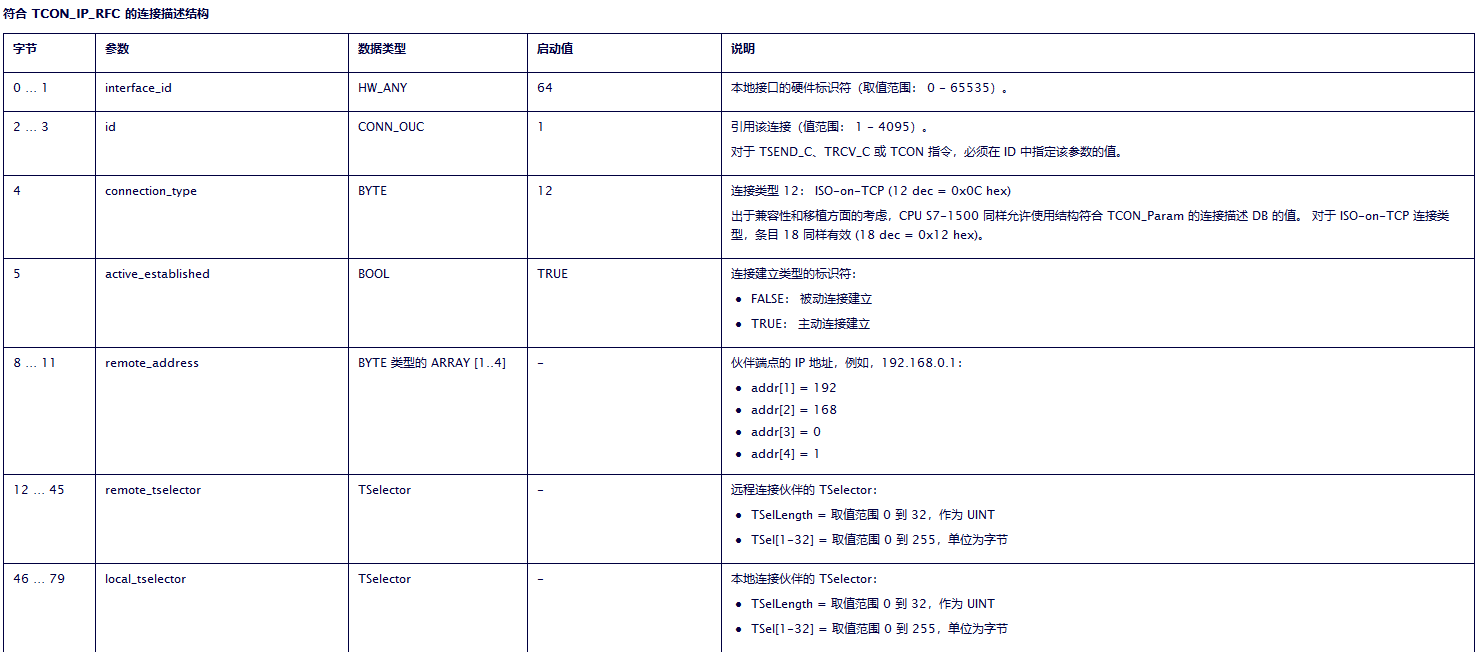 符合 TCON_IP_RFC 的连接描述结构
字节 参数 数据类型 启动值 说明
0 ... 1 interface_id HW_ANY 64 本地接口的硬件标识符（取值范围： 0 - 65535）。
2 ... 3 id CONN_OUC 1 引用该连接（值范围： 1 - 4095）。
对于 TSEND_C、TRCV_C 或 TCON 指令，必须在 ID 中指定该参数的值。
4 connection_type BYTE 12 连接类型 12： ISO-on-TCP (12 dec = 0x0C hex)
出于兼容性和移植方面的考虑，CPU S7-1500 同样允许使用结构符合 TCON_Param 的连接描述 DB 的值。 对于 ISO-on-TCP 连接类
型，条目 18 同样有效 (18 dec = 0x12 hex)。
5 active_established BOOL TRUE 连接建立类型的标识符：
• FALSE： 被动连接建立
• TRUE： 主动连接建立
8 ... 11 remote_address BYTE 类型的 ARRAY [1..4] - 伙伴端点的 IP 地址，例如，192.168.0.1：
• addr[1] = 192
• addr[2] = 168
• addr[3] = 0
• addr[4] = 1
12 ... 45 remote_tselector TSelector - 远程连接伙伴的 TSelector：
• TSelLength = 取值范围 0 到 32，作为 UINT
• TSel[1-32] = 取值范围 0 到 255，单位为字节
46 ... 79 local_tselector TSelector - 本地连接伙伴的 TSelector：
• TSelLength = 取值范围 0 到 32，作为 UINT
• TSel[1-32] = 取值范围 0 到 255，单位为字节